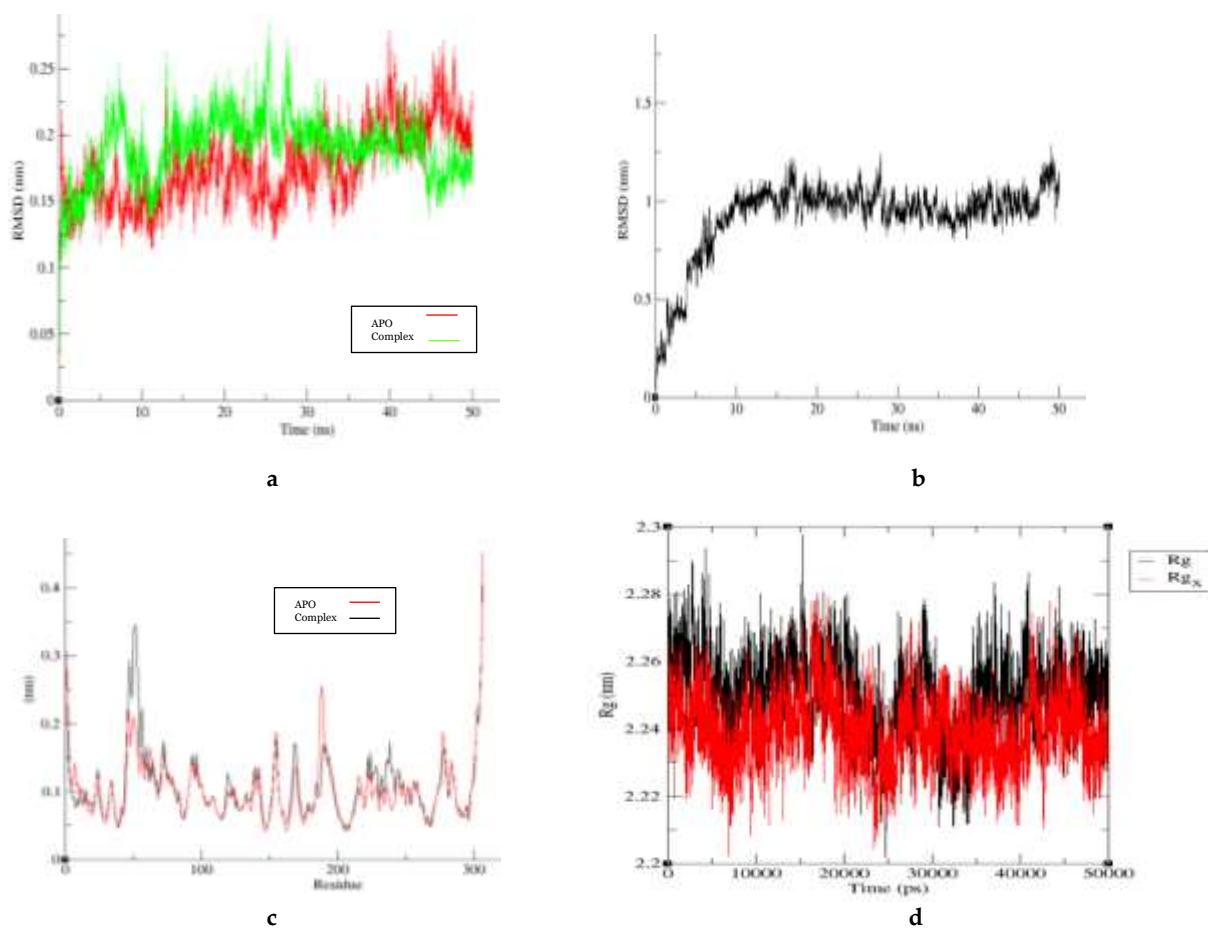 RMSD (nm)
0.25
0.2
0.15
0.1
0.05
0
APO
Complex
0
10
20
30
40
50
Time (ns)
a
RMSD (nm)
1.5
1
0.5
0
0
10
20
30
40
50
Time (ns)
b
(nm)
0.4
0.3
0.2
0.1
0
APO
Complex
0
100
200
300
Residue
c
Rg (nm)
2.3
2.28
2.26
2.24
2.22
2.2
Rg
Rgx
0
10000
20000
30000
40000
50000
Time (ps)
d